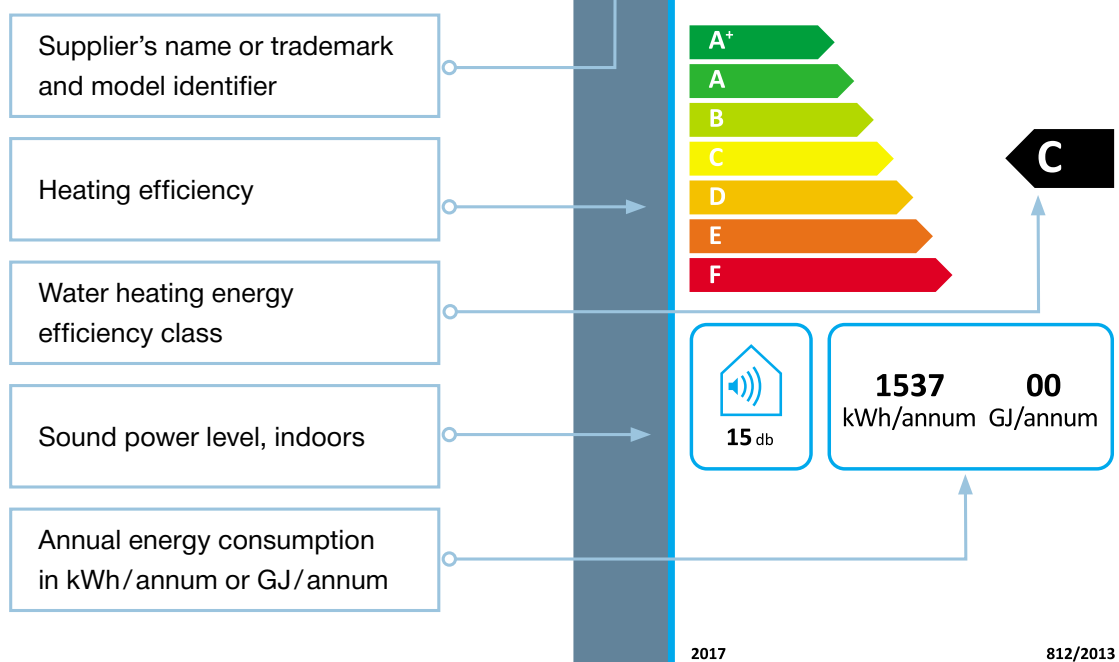 Supplier’s name or trademark
and model identifier
Heating efficiency
Water heating energy
efficiency class
Sound power level, indoors
Annual energy consumption
in kWh/annum or GJ/annum
A+
A
B
C
D
E
F
C
15 db
1537 00
kWh/annum GJ/annum
2017 812/2013